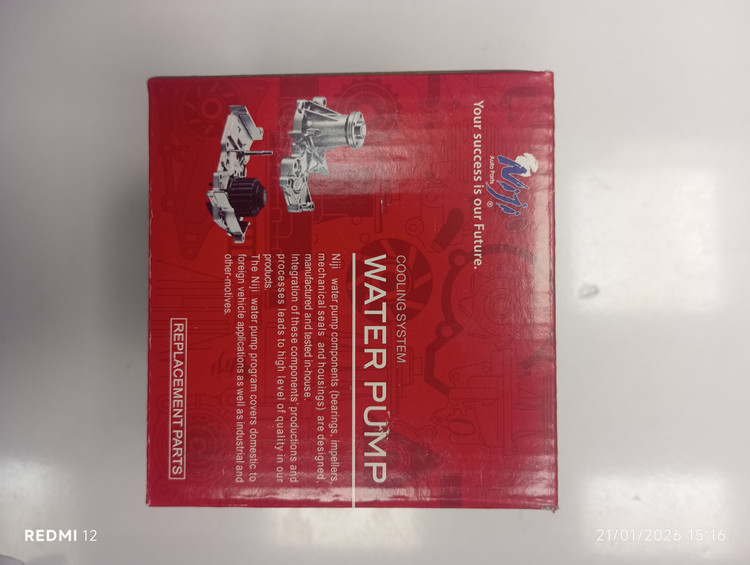 Niji
Auto Parts
®
Your success is our Future.
COOLING SYSTEM
WATER PUMP
Niji water pump components (bearings, impellers,
mechanical seals and housings) are designed,
manufactured and tested in-house.
Integration of these components' productions and
processes leads to high level of quality in our
products.
The Niji water pump program covers domestic to
foreign vehicle applications as well as industrial and
other-motives.
REPLACEMENT PARTS
REDMI 12
21/01/2026 15:16